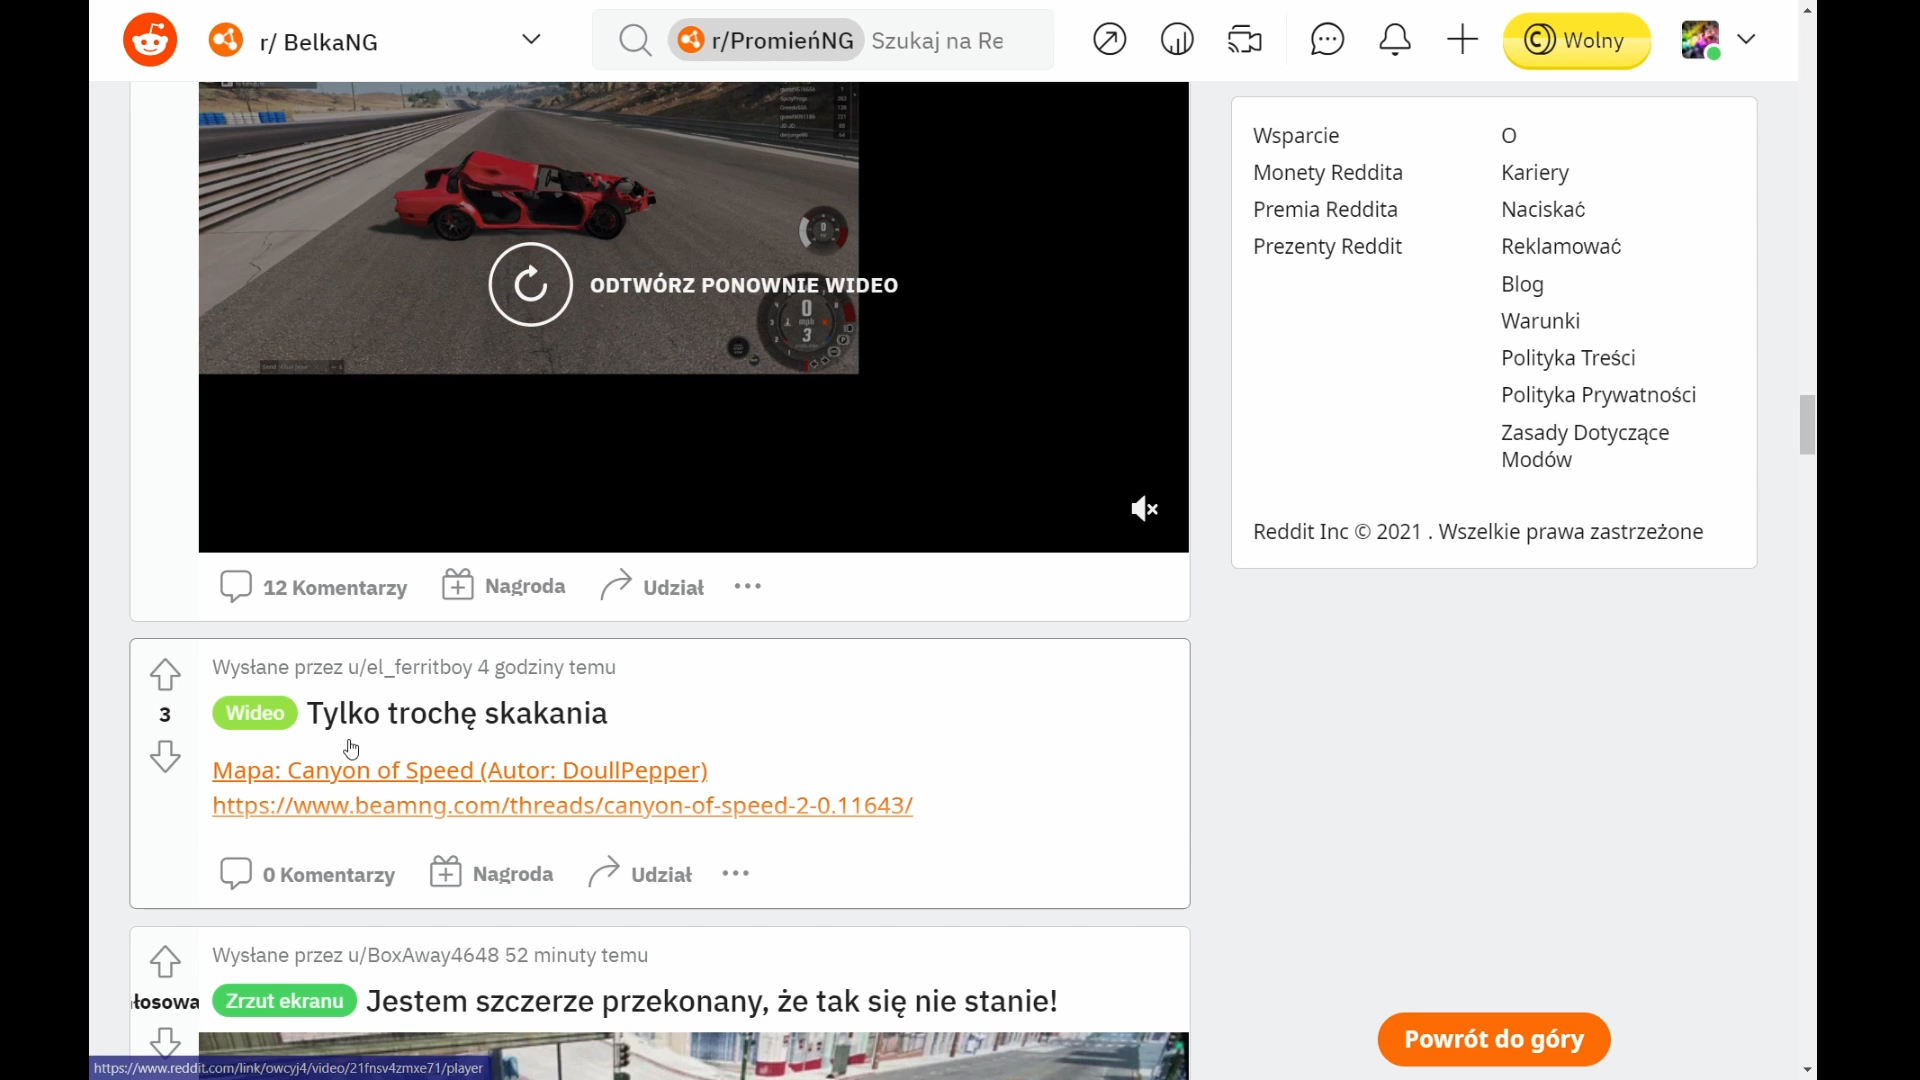 r/ BelkaNG
r/PromieńNG Szukaj na Re
Wolny
ODTWÓRZ PONOWNIE WIDEO
0
0
mph
3
12 Komentarzy Nagroda Udział
Wysłane przez u/el_ferritboy 4 godziny temu
3
Wideo Tylko trochę skakania
Mapa: Canyon of Speed (Autor: DoullPepper)
https://www.beamng.com/threads/canyon-of-speed-2-0.11643/
0 Komentarzy Nagroda Udział
Wysłane przez u/BoxAway4648 52 minuty temu
łosowa
Zrzut ekranu Jestem szczerze przekonany, że tak się nie stanie!
https://www.reddit.com/link/owcyj4/video/21fnsv4zmxe71/player
Wsparcie
Monety Reddita
Premia Reddita
Prezenty Reddit
O
Kariery
Naciskać
Reklamować
Blog
Warunki
Polityka Treści
Polityka Prywatności
Zasady Dotyczące
Modów
Reddit Inc © 2021 . Wszelkie prawa zastrzeżone
Powrót do góry